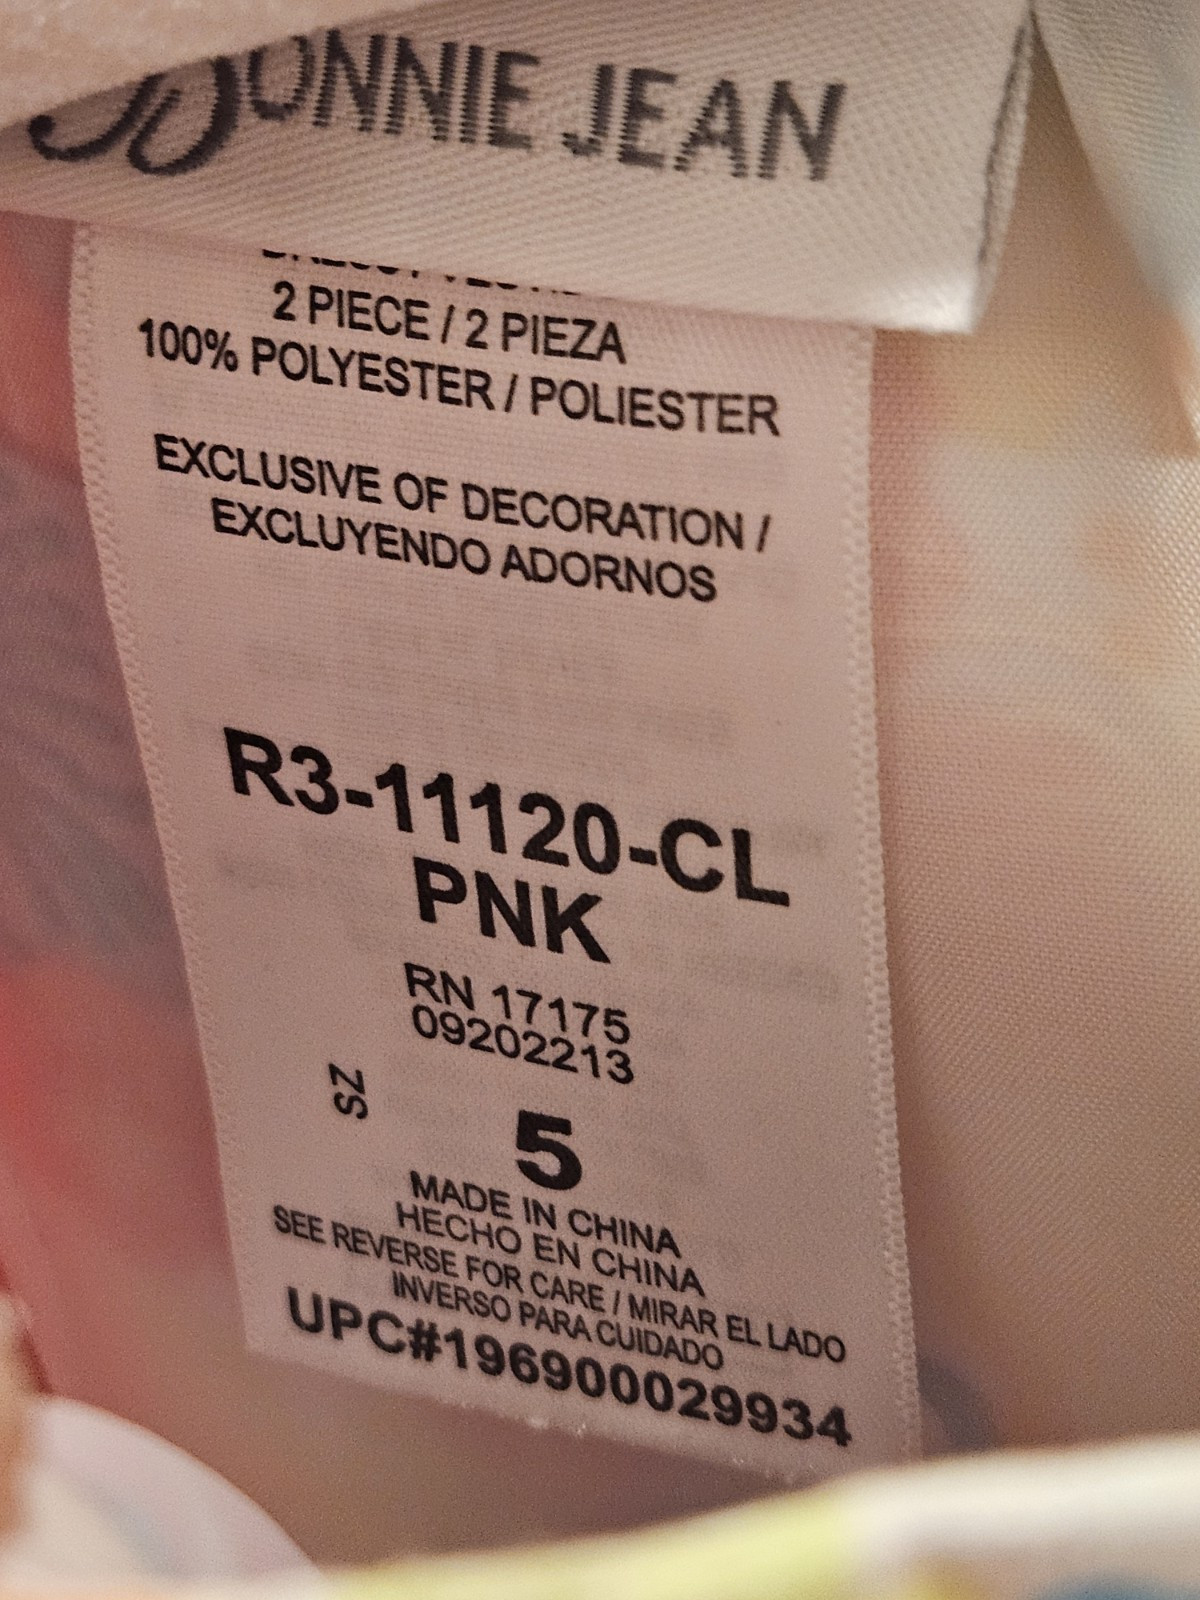 BONNIE JEAN
2 PIECE / 2 PIEZA
100% POLYESTER / POLIESTER
EXCLUSIVE OF DECORATION /
EXCLUYENDO ADORNOS
R3-11120-CL
PNK
RN 17175
09202213
SZ
5
MADE IN CHINA
HECHO EN CHINA
SEE REVERSE FOR CARE / MIRAR EL LADO
INVERSO PARA CUIDADO
UPC#196900029934